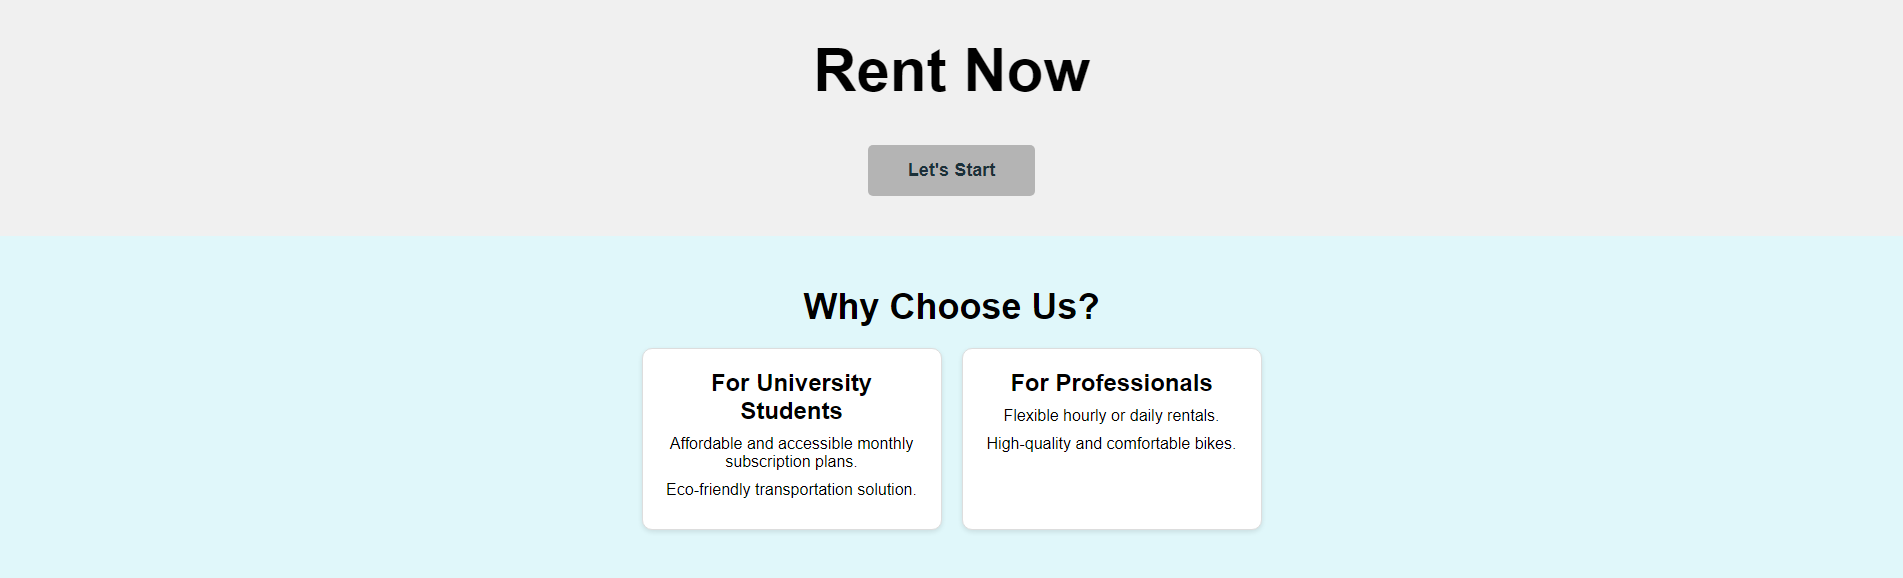 Rent Now
Let's Start
Why Choose Us?
For University
Students
Affordable and accessible monthly
subscription plans.
Eco-friendly transportation solution.
For Professionals
Flexible hourly or daily rentals.
High-quality and comfortable bikes.